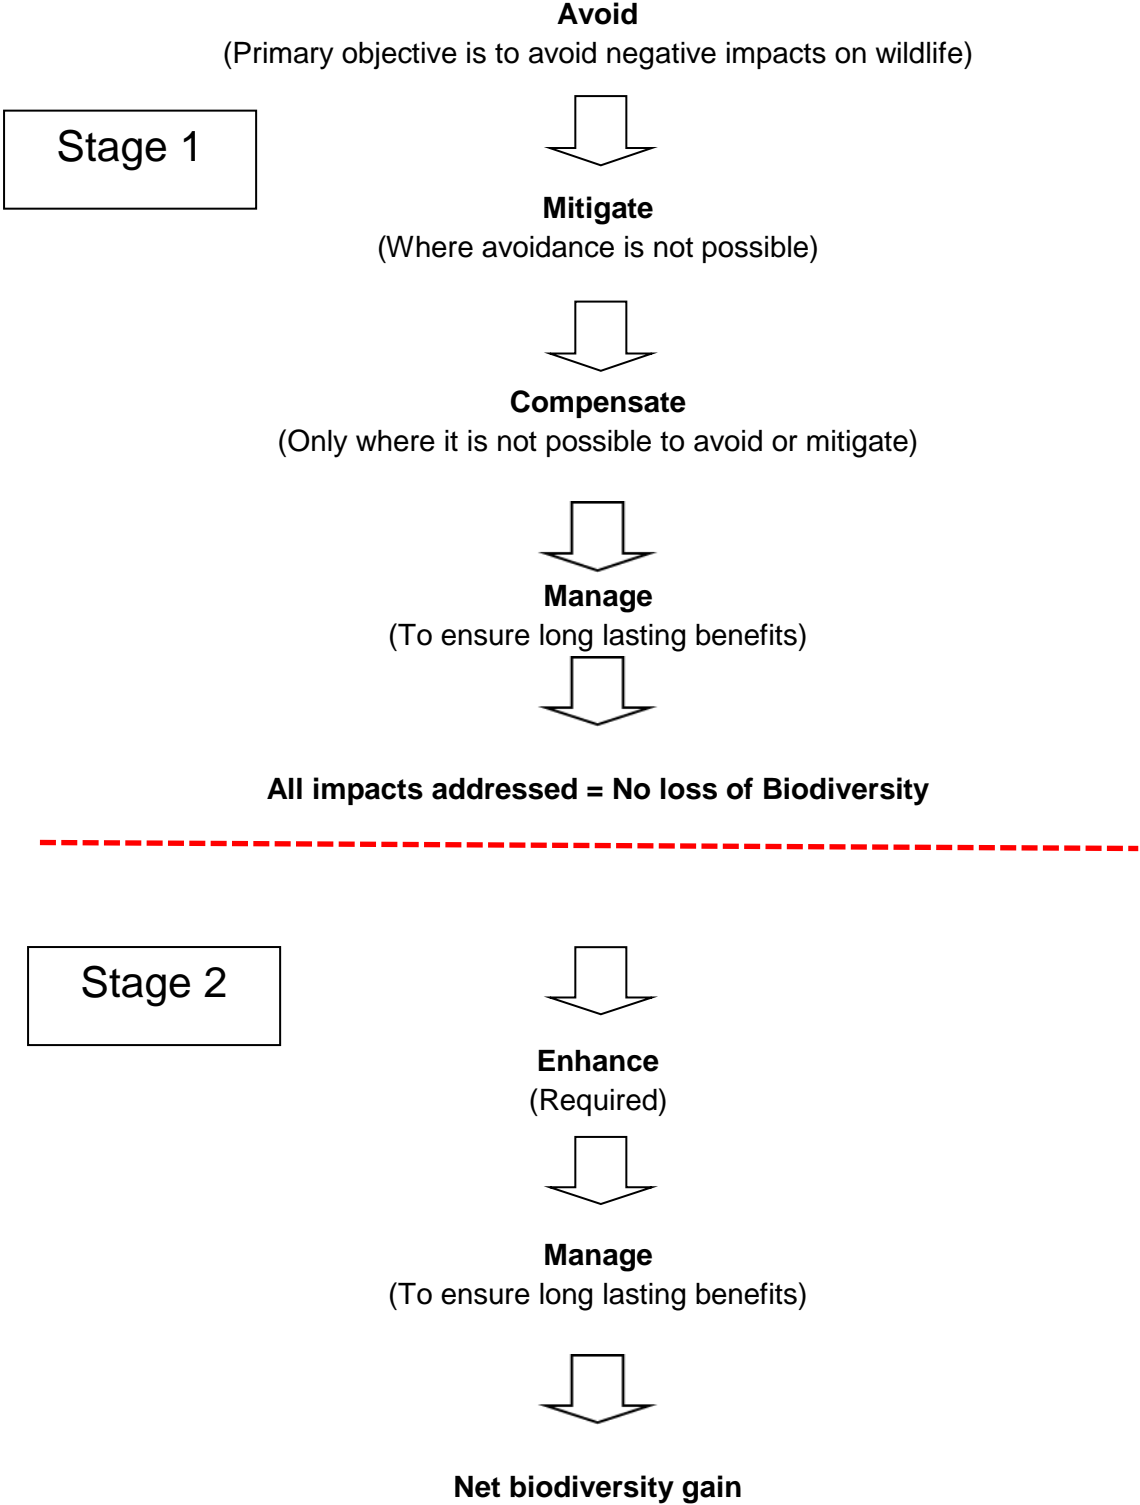 Avoid
(Primary objective is to avoid negative impacts on wildlife)
Stage 1
Mitigate
(Where avoidance is not possible)
Compensate
(Only where it is not possible to avoid or mitigate)
Manage
(To ensure long lasting benefits)
All impacts addressed = No loss of Biodiversity
Stage 2
Enhance
(Required)
Manage
(To ensure long lasting benefits)
Net biodiversity gain